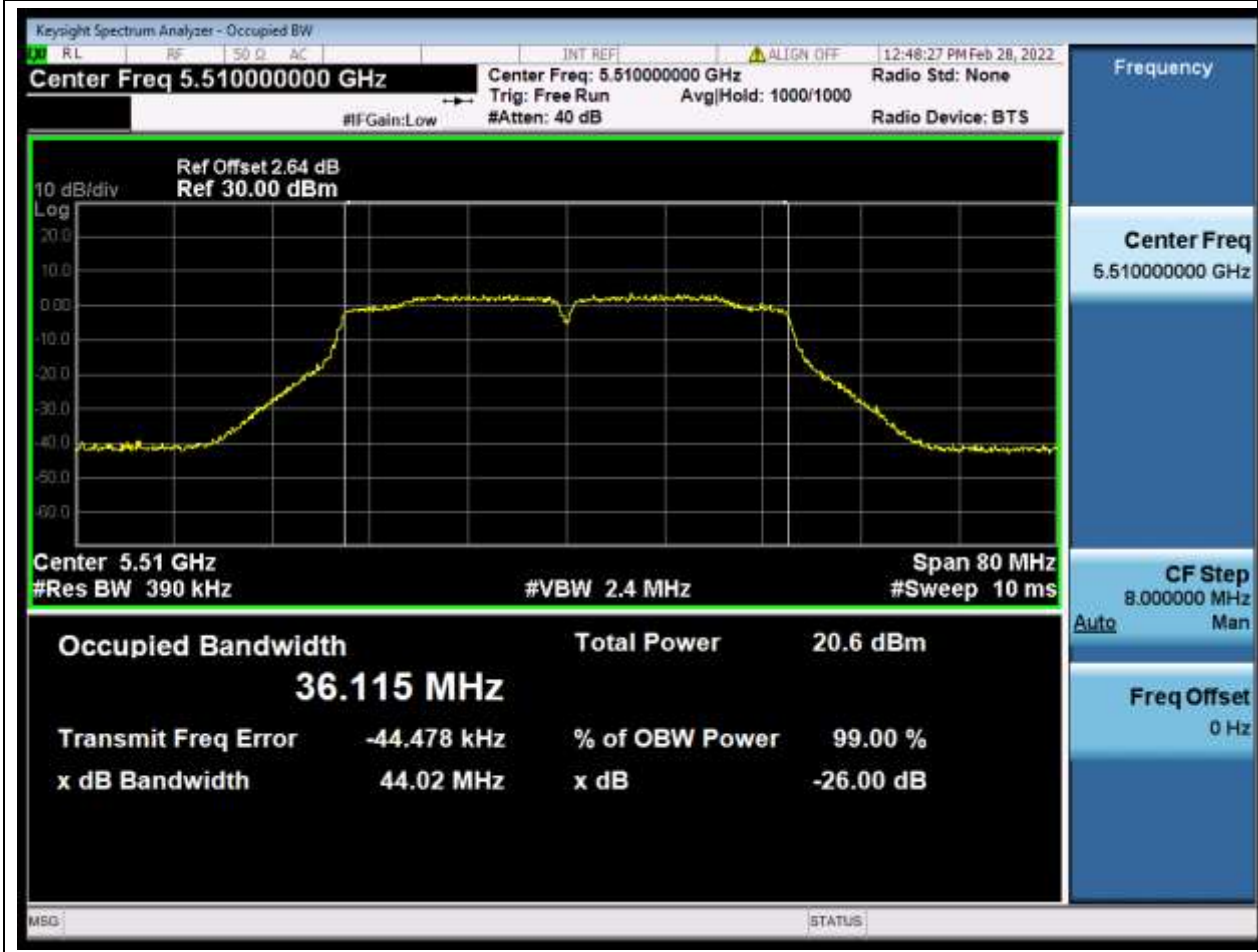 Keysight Spectrum Analyzer - Occupied BW
LXI RL RF 50 Ω AC INT REF ALIGN OFF 12:48:27 PM Feb 28, 2022
Center Freq 5.510000000 GHz
Center Freq: 5.510000000 GHz Radio Std: None
Trig: Free Run Avg|Hold: 1000/1000
#IFGain:Low #Atten: 40 dB Radio Device: BTS
Ref Offset 2.64 dB
10 dB/div Ref 30.00 dBm
Log
20.0
10.0
0.00
-10.0
-20.0
-30.0
-40.0
-50.0
-60.0
Center 5.51 GHz Span 80 MHz
#Res BW 390 kHz #VBW 2.4 MHz #Sweep 10 ms
Occupied Bandwidth Total Power 20.6 dBm
36.115 MHz
Transmit Freq Error -44.478 kHz % of OBW Power 99.00 %
x dB Bandwidth 44.02 MHz x dB -26.00 dB
MSG STATUS
Frequency
Center Freq
5.510000000 GHz
CF Step
8.000000 MHz
Auto Man
Freq Offset
0 Hz